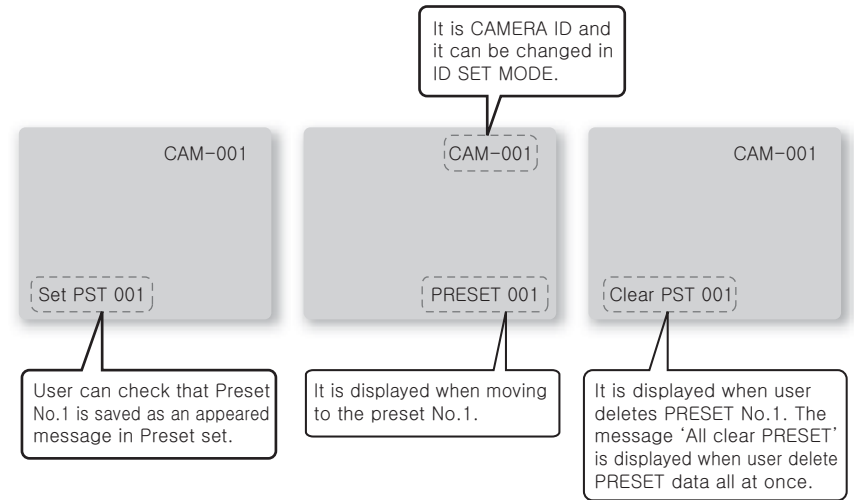 It is CAMERA ID and
it can be changed in
ID SET MODE.
CAM-001
CAM-001
CAM-001
Set PST 001
PRESET 001
Clear PST 001
User can check that Preset
No.1 is saved as an appeared
message in Preset set.
It is displayed when moving
to the preset No.1.
It is displayed when user
deletes PRESET No.1. The
message ‘All clear PRESET’
is displayed when user delete
PRESET data all at once.